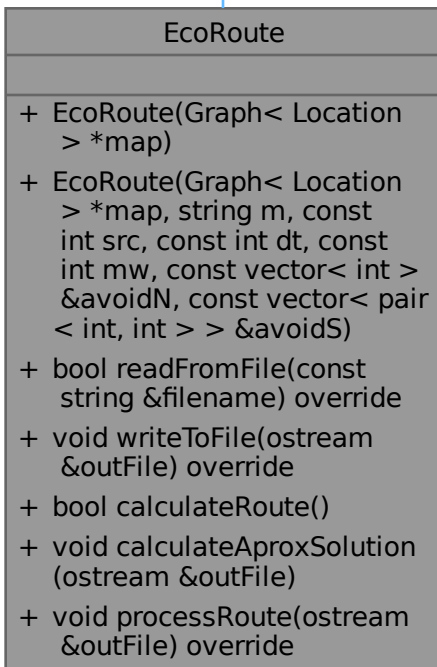 EcoRoute
+ EcoRoute(Graph< Location
> *map)
+ EcoRoute(Graph< Location
> *map, string m, const
int src, const int dt, const
int mw, const vector< int >
&avoidN, const vector< pair
< int, int > > &avoidS)
+ bool readFromFile(const
string &filename) override
+ void writeToFile(ostream
&outFile) override
+ bool calculateRoute()
+ void calculateAproxSolution
(ostream &outFile)
+ void processRoute(ostream
&outFile) override